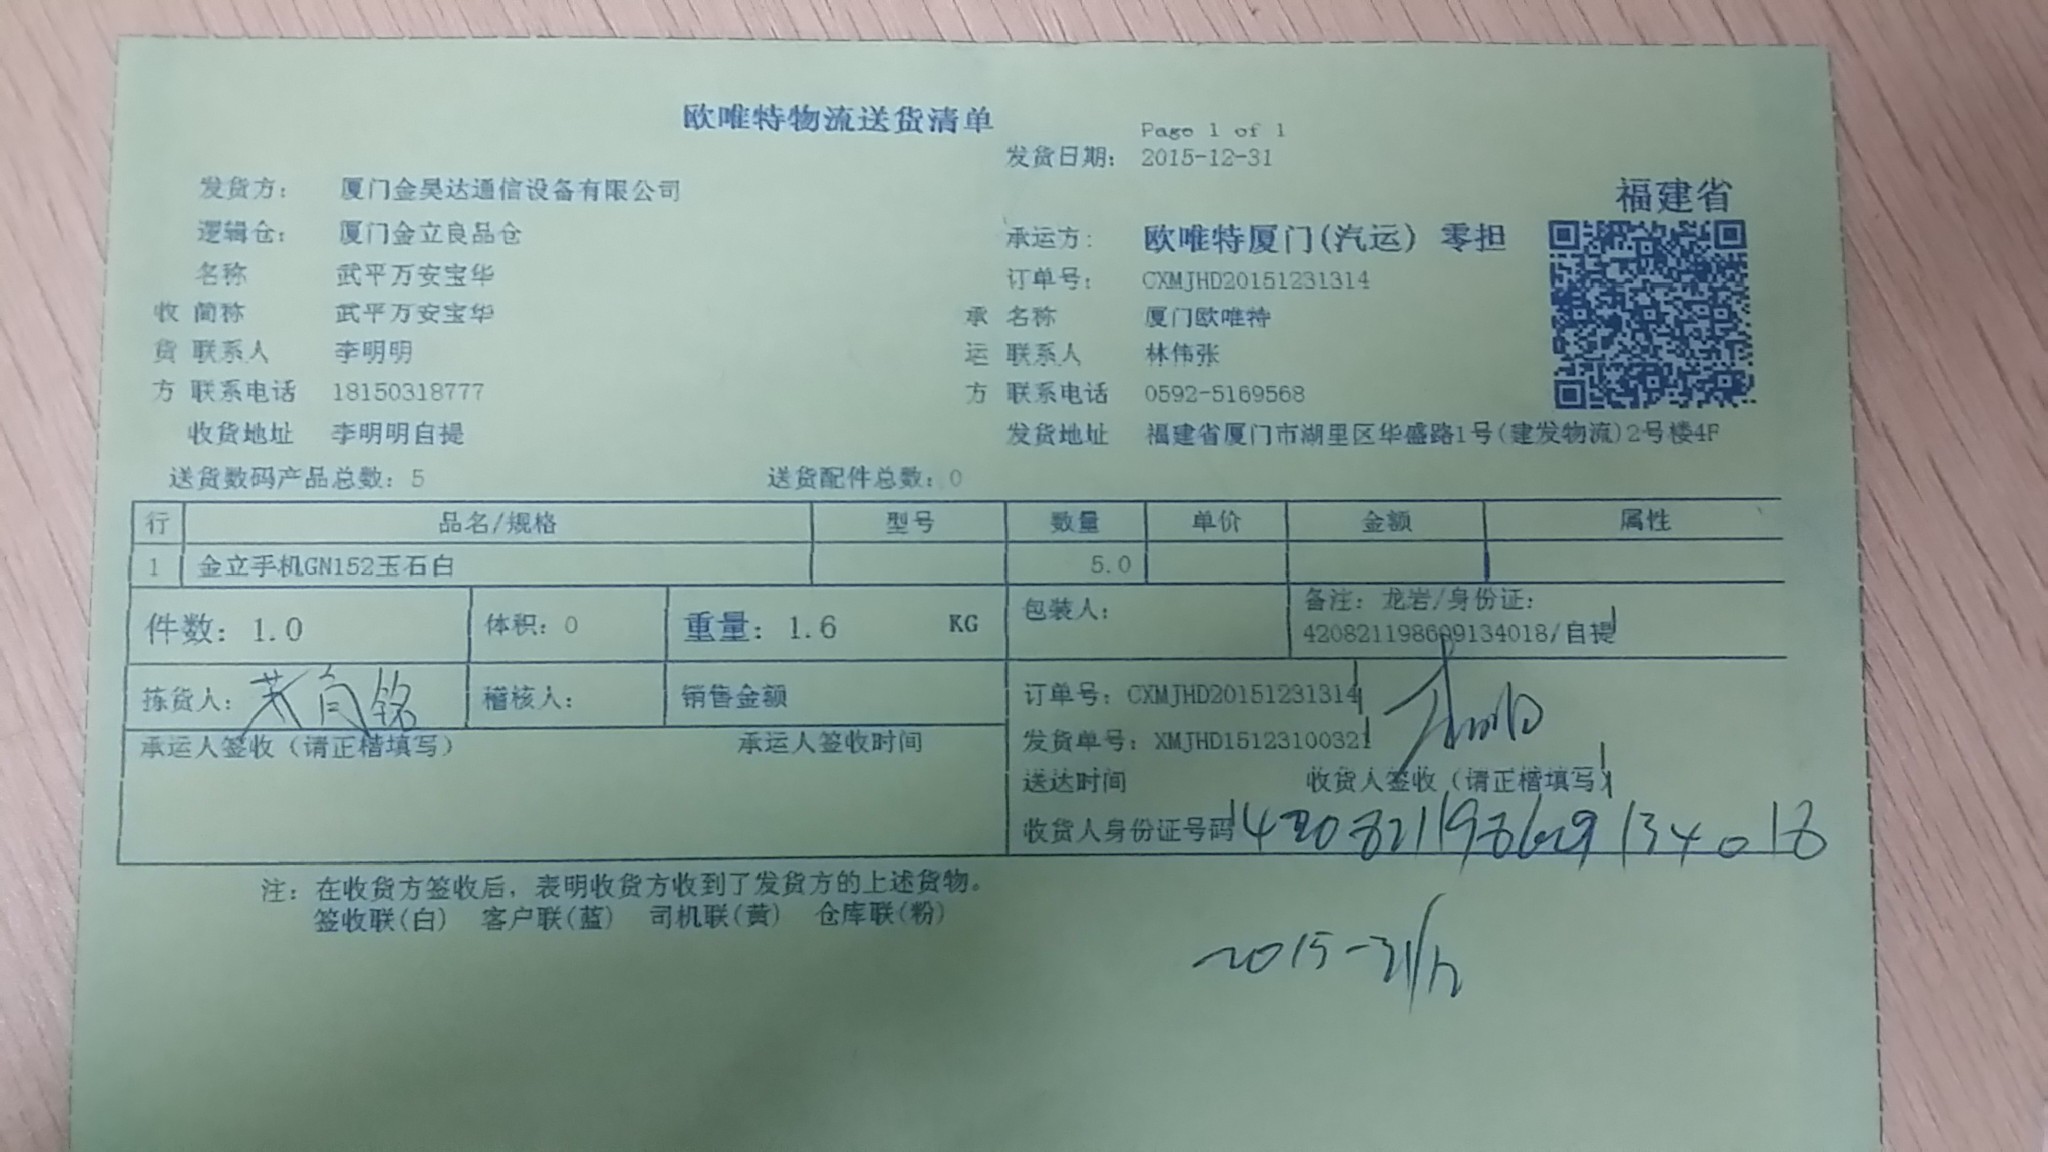 欧唯特物流送货清单
Page 1 of 1
发货日期: 2015-12-31
发货方: 厦门金昊达通信设备有限公司
福建省
逻辑仓: 厦门金立良品仓
承运方: 欧唯特厦门(汽运) 零担
名称 武平万安宝华
订单号: CXMJHD20151231314
收 简称 武平万安宝华
承 名称 厦门欧唯特
货 联系人 李明明
运 联系人 林伟张
方 联系电话 18150318777
方 联系电话 0592-5169568
收货地址 李明明自提
发货地址 福建省厦门市湖里区华盛路1号(建发物流)2号楼4F
送货数码产品总数: 5 送货配件总数: 0
行 品名/规格 型号 数量 单价 金额 属性
1 金立手机GN152玉石白 5.0
件数: 1.0 体积: 0 重量: 1.6 KG 包装人:
备注: 龙岩/身份证:
420821198609134018/自提
拣货人: 稽核人: 销售金额
订单号: CXMJHD20151231314
承运人签收(请正楷填写) 承运人签收时间
发货单号: XMJHD15123100321
送达时间 收货人签收(请正楷填写)
收货人身份证号码 420821198609134018
注: 在收货方签收后, 表明收货方收到了发货方的上述货物。
签收联(白) 客户联(蓝) 司机联(黄) 仓库联(粉)
2015-31/12